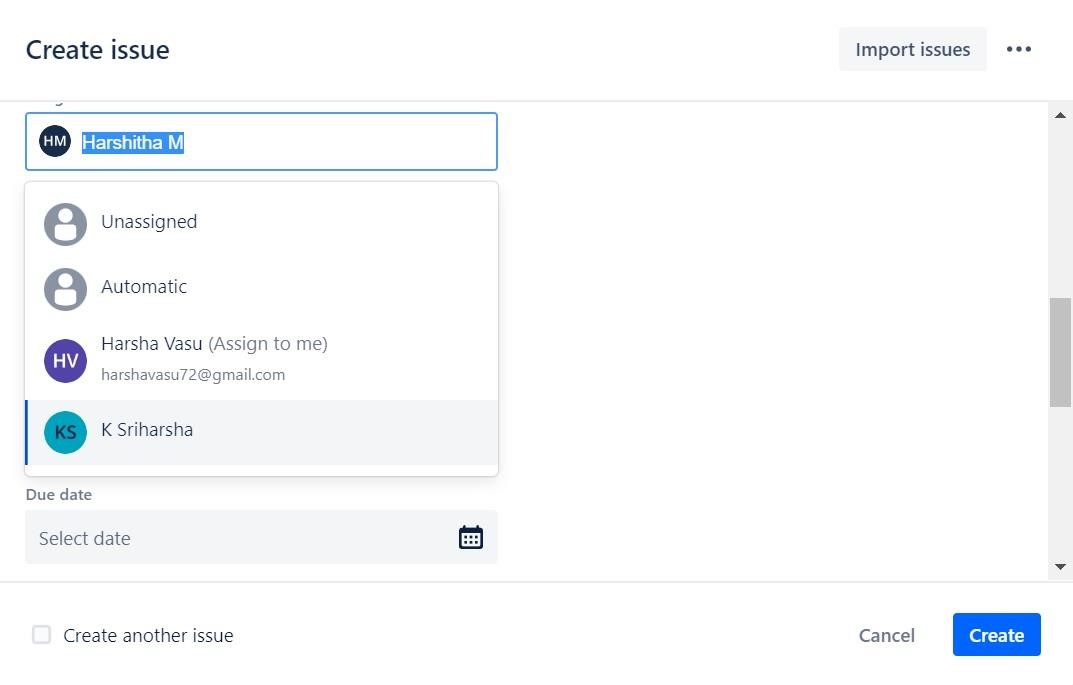 Create issue
Import issues
HM Harshitha M
Unassigned
Automatic
HV Harsha Vasu (Assign to me)
harshavasu72@gmail.com
KS K Sriharsha
Due date
Select date
Create another issue
Cancel
Create